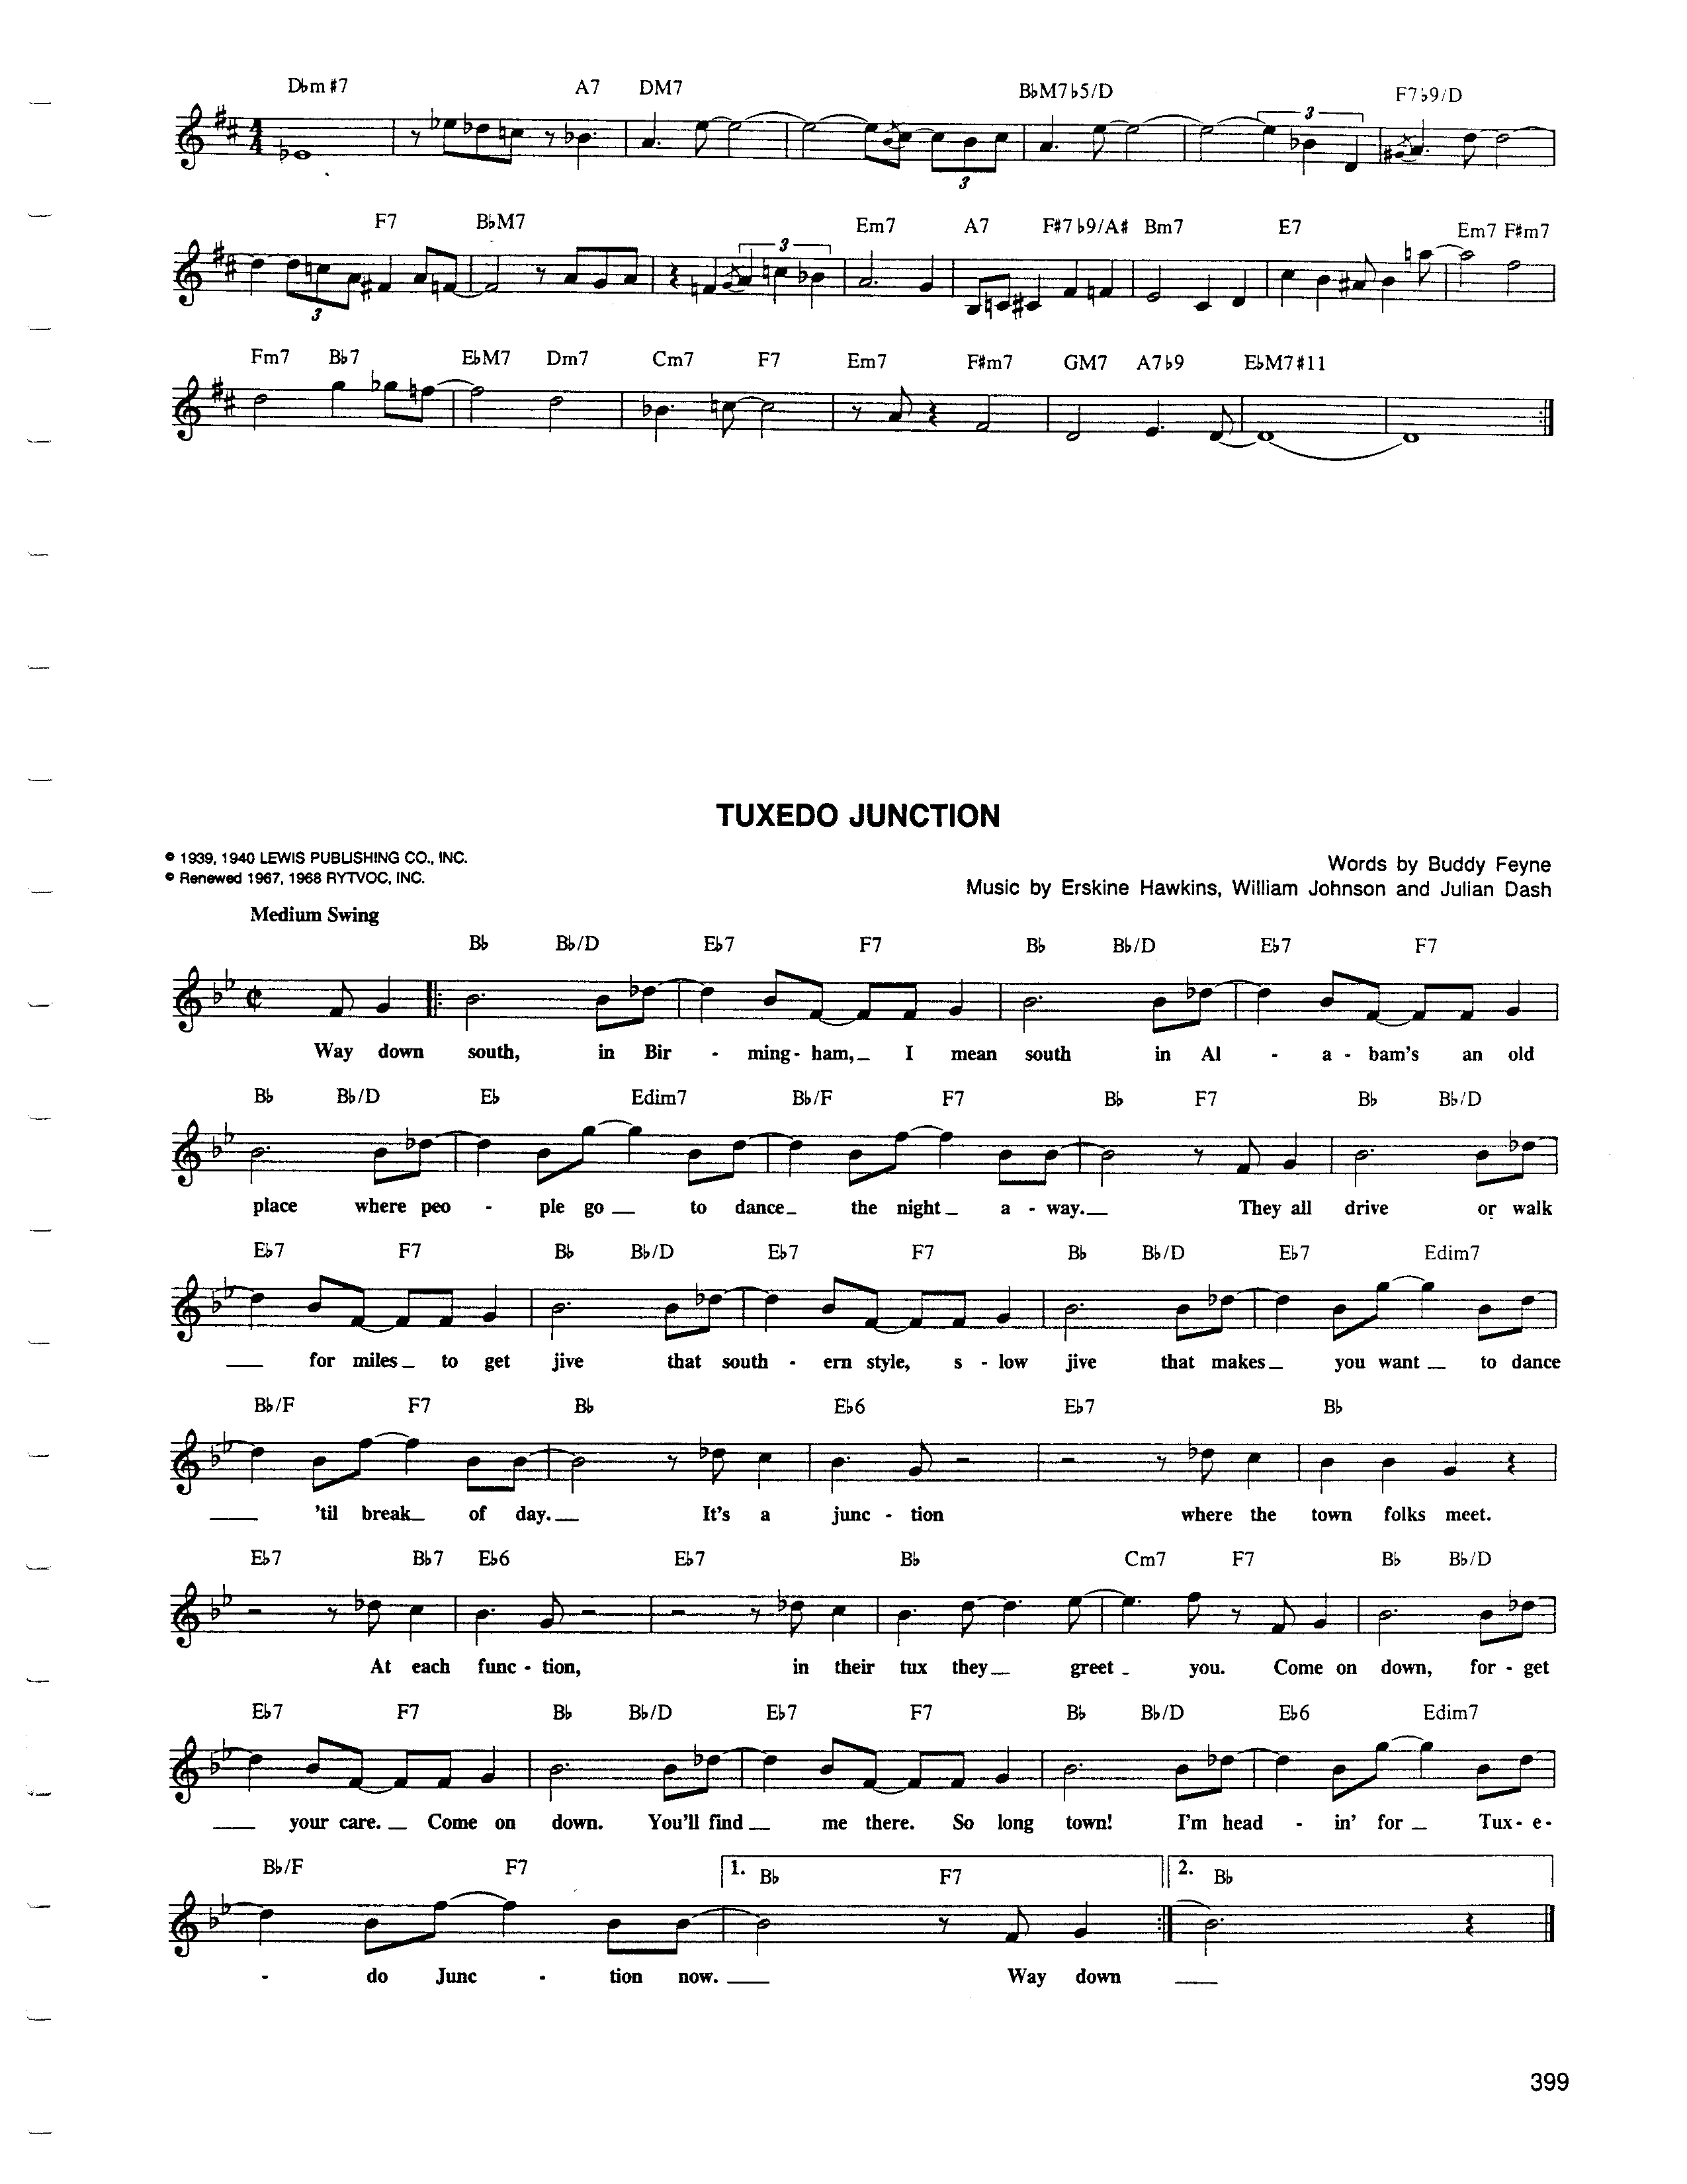 D♭m#7 A7 DM7 B♭M7♭5/D F7♭9/D
3 3
F7 B♭M7 Em7 A7 F#7♭9/A# Bm7 E7 Em7 F#m7
3 3
Fm7 B♭7 E♭M7 Dm7 Cm7 F7 Em7 F#m7 GM7 A7♭9 E♭M7#11
TUXEDO JUNCTION
© 1939, 1940 LEWIS PUBLISHING CO., INC.
© Renewed 1967, 1968 RYTVOC, INC.
Words by Buddy Feyne
Music by Erskine Hawkins, William Johnson and Julian Dash
Medium Swing
B♭ B♭/D E♭7 F7 B♭ B♭/D E♭7 F7
Way down south, in Bir - ming - ham, I mean south in Al - a - bam's an old
B♭ B♭/D E♭ Edim7 B♭/F F7 B♭ F7 B♭ B♭/D
place where peo - ple go to dance the night a - way. They all drive or walk
E♭7 F7 B♭ B♭/D E♭7 F7 B♭ B♭/D E♭7 Edim7
for miles to get jive that south - ern style, s - low jive that makes you want to dance
B♭/F F7 B♭ E♭6 E♭7 B♭
'til break of day. It's a junc - tion where the town folks meet.
E♭7 B♭7 E♭6 E♭7 B♭ Cm7 F7 B♭ B♭/D
At each func - tion, in their tux they greet - you. Come on down, for - get
E♭7 F7 B♭ B♭/D E♭7 F7 B♭ B♭/D E♭6 Edim7
your care. Come on down. You'll find me there. So long town! I'm head - in' for Tux - e -
B♭/F F7 1. B♭ F7 2. B♭
- do Junc - tion now. Way down
399